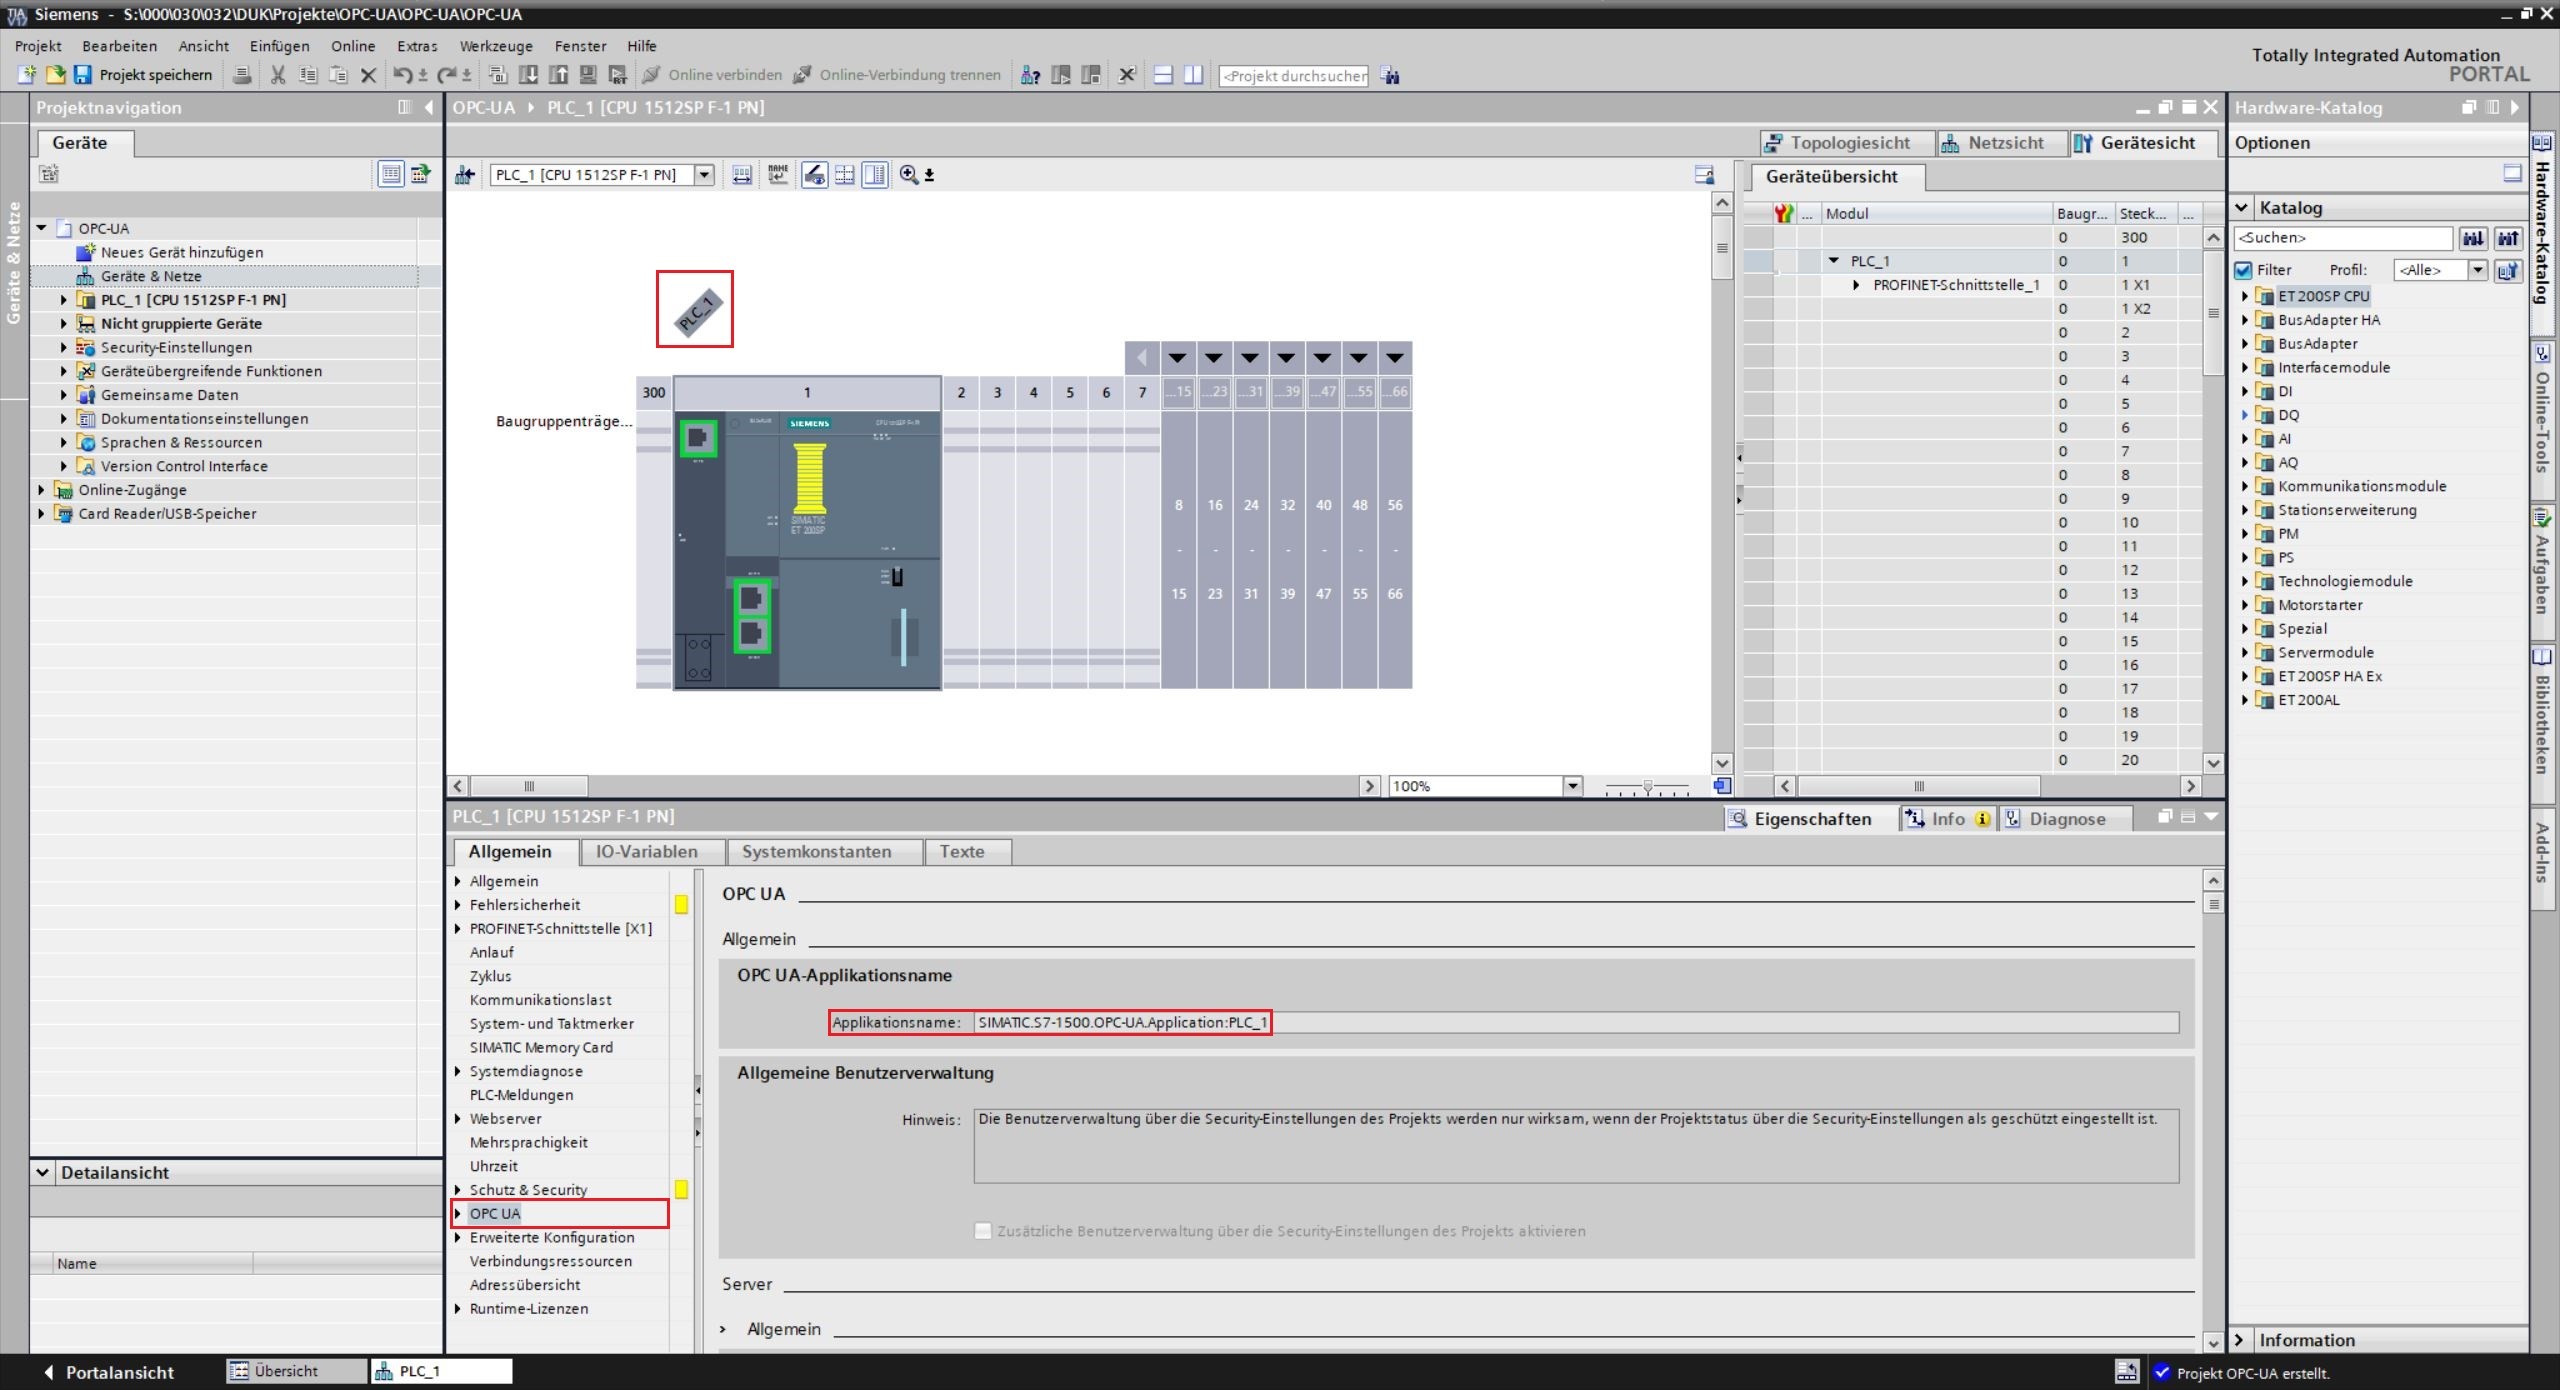 Siemens - S:\000\030\032\DUK\Projekte\OPC-UA\OPC-UA\OPC-UA
Projekt Bearbeiten Ansicht Einfügen Online Extras Werkzeuge Fenster Hilfe
Totally Integrated Automation
PORTAL
Projekt speichern Online verbinden Online-Verbindung trennen <Projekt durchsuchen
Projektnavigation
Geräte
Geräte & Netze
OPC-UA
Neues Gerät hinzufügen
Geräte & Netze
PLC_1 [CPU 1512SP F-1 PN]
Nicht gruppierte Geräte
Security-Einstellungen
Geräteübergreifende Funktionen
Gemeinsame Daten
Dokumentationseinstellungen
Sprachen & Ressourcen
Version Control Interface
Online-Zugänge
Card Reader/USB-Speicher
Detailansicht
Name
OPC-UA PLC_1 [CPU 1512SP F-1 PN]
Topologiesicht Netzsicht Gerätesicht
PLC_1 [CPU 1512SP F-1 PN]
NAME
PLC_1
300 1 2 3 4 5 6 7 ...15 ...23 ...31 ...39 ...47 ...55 ...66
Baugruppenträge...
SIEMENS
SIMATIC
ET 200SP
8 16 24 32 40 48 56
- - - - - - -
15 23 31 39 47 55 66
100%
Geräteübersicht
... Modul Baugr... Steck... ...
0 300
PLC_1 0 1
PROFINET-Schnittstelle_1 0 1 X1
0 1 X2
0 2
0 3
0 4
0 5
0 6
0 7
0 8
0 9
0 10
0 11
0 12
0 13
0 14
0 15
0 16
0 17
0 18
0 19
0 20
PLC_1 [CPU 1512SP F-1 PN]
Eigenschaften Info Diagnose
Allgemein IO-Variablen Systemkonstanten Texte
Allgemein
Fehlersicherheit
PROFINET-Schnittstelle [X1]
Anlauf
Zyklus
Kommunikationslast
System- und Taktmerker
SIMATIC Memory Card
Systemdiagnose
PLC-Meldungen
Webserver
Mehrsprachigkeit
Uhrzeit
Schutz & Security
OPC UA
Erweiterte Konfiguration
Verbindungsressourcen
Adressübersicht
Runtime-Lizenzen
OPC UA
Allgemein
OPC UA-Applikationsname
Applikationsname: SIMATIC.S7-1500.OPC-UA.Application:PLC_1
Allgemeine Benutzerverwaltung
Hinweis: Die Benutzerverwaltung über die Security-Einstellungen des Projekts werden nur wirksam, wenn der Projektstatus über die Security-Einstellungen als geschützt eingestellt ist.
Zusätzliche Benutzerverwaltung über die Security-Einstellungen des Projekts aktivieren
Server
Allgemein
Hardware-Katalog
Optionen
Katalog
<Suchen>
Filter Profil: <Alle>
ET 200SP CPU
BusAdapter HA
BusAdapter
Interfacemodule
DI
DQ
AI
AQ
Kommunikationsmodule
Stationserweiterung
PM
PS
Technologiemodule
Motorstarter
Spezial
Servermodule
ET 200SP HA Ex
ET 200AL
Information
Hardware-Katalog
Online-Tools
Aufgaben
Bibliotheken
Add-Ins
Portalansicht Übersicht PLC_1
Projekt OPC-UA erstellt.